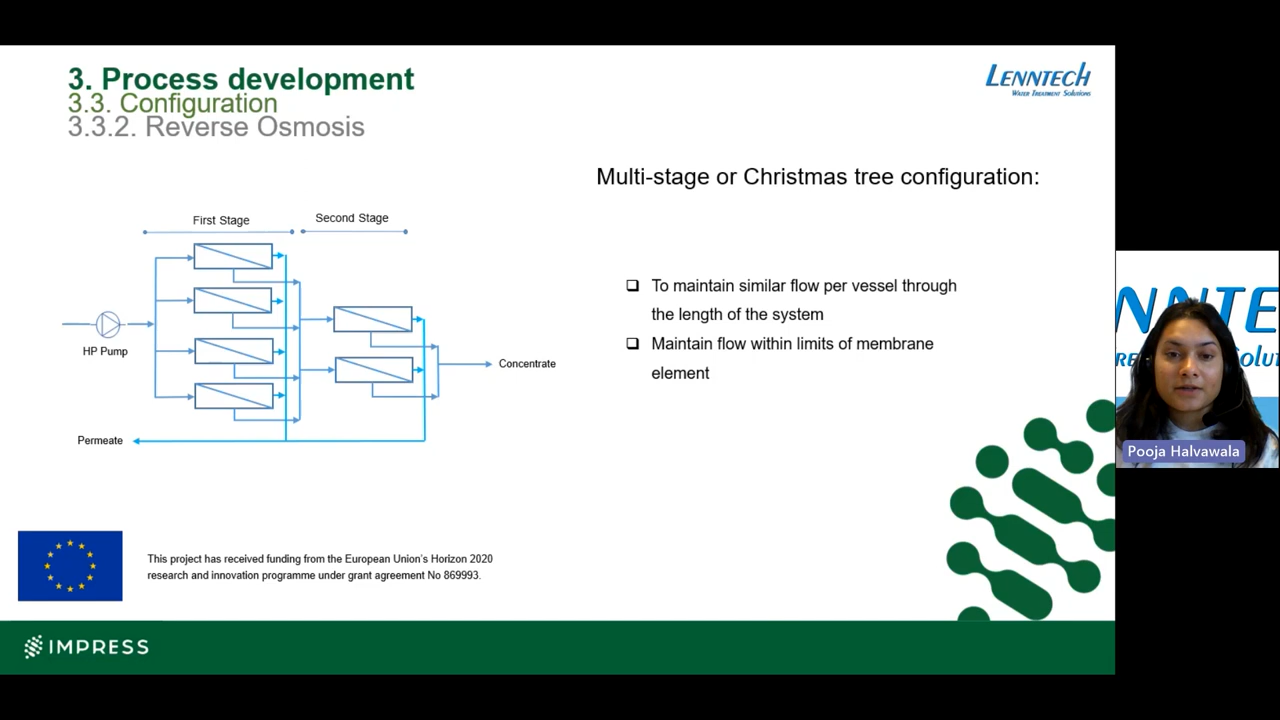 3. Process development
3.3. Configuration
3.3.2. Reverse Osmosis
LENNTECH
WATER TREATMENT SOLUTIONS
Multi-stage or Christmas tree configuration:
First Stage
Second Stage
HP Pump
Concentrate
Permeate
❑ To maintain similar flow per vessel through
the length of the system
❑ Maintain flow within limits of membrane
element
NNTE
RE
Solut
Pooja Halvawala
This project has received funding from the European Union's Horizon 2020
research and innovation programme under grant agreement No 869993.
IMPRESS